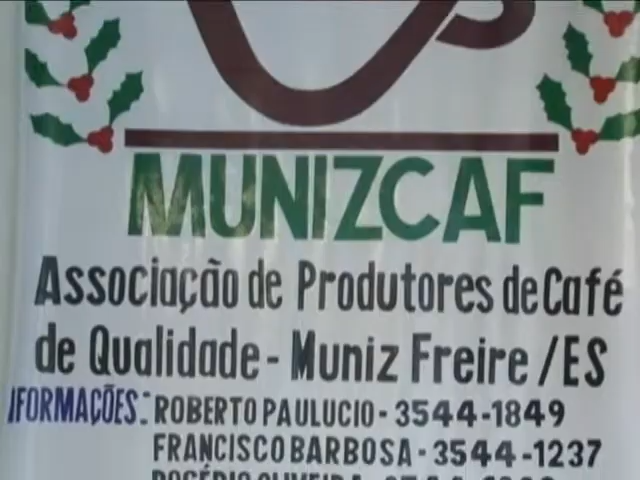 MUNIZCAF
Associação de Produtores de Café
de Qualidade - Muniz Freire /ES
IFORMAÇÕES: ROBERTO PAULUCIO - 3544-1849
FRANCISCO BARBOSA - 3544-1237